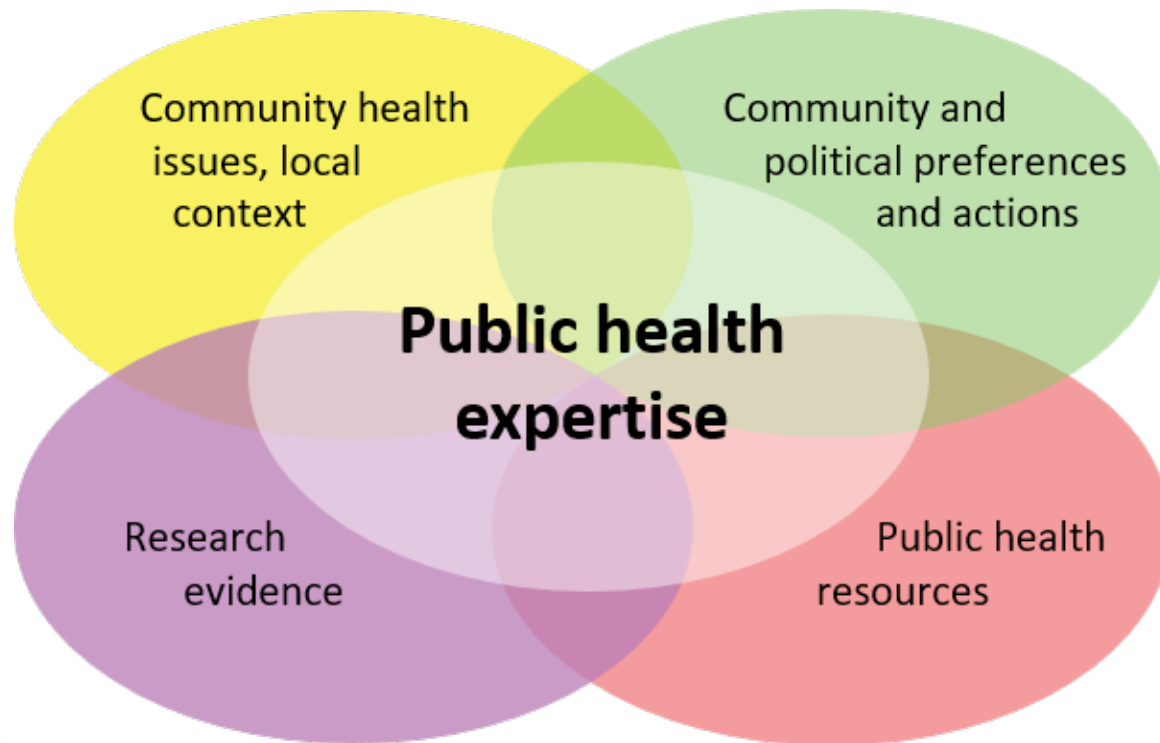 Community health
issues, local
context
Community and
political preferences
and actions
Public health
expertise
Research
evidence
Public health
resources